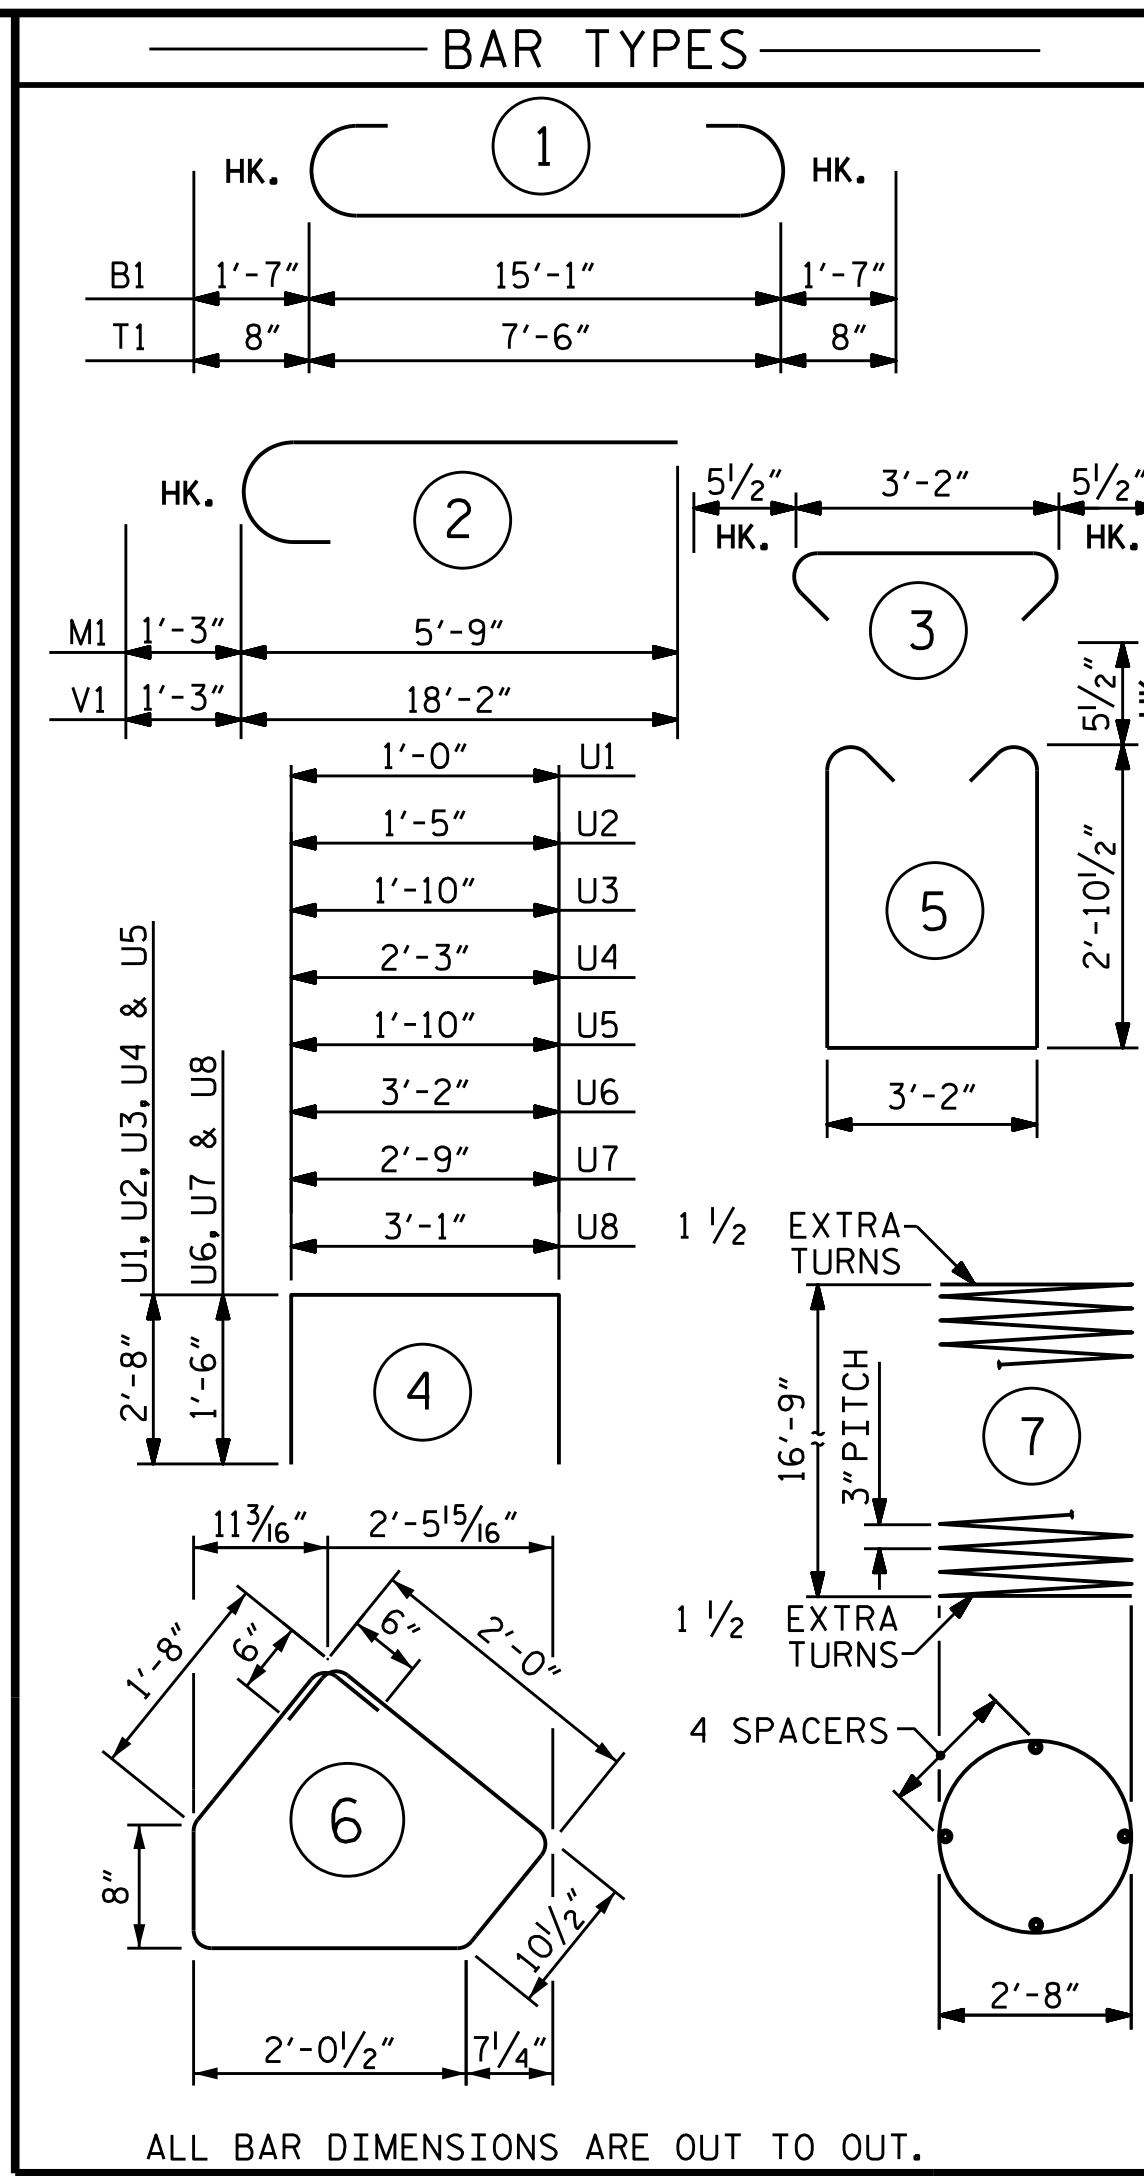 BAR TYPES
1
HK. HK.
B1 1'-7" 15'-1" 1'-7"
T1 8" 7'-6" 8"
2
HK.
M1 1'-3" 5'-9"
V1 1'-3" 18'-2"
5½" 3'-2" 5½"
HK. HK.
3
5½"
5
2'-10½"
3'-2"
1'-0" U1
1'-5" U2
1'-10" U3
2'-3" U4
1'-10" U5
3'-2" U6
2'-9" U7
3'-1" U8
U1, U2, U3, U4 & U5
U6, U7 & U8
2'-8"
1'-6"
4
1 ½ EXTRA
TURNS
16'-9"
3" PITCH
7
1 ½ EXTRA
TURNS
4 SPACERS
2'-8"
11 3/16" 2'-5 15/16"
1'-8"
6"
6"
2'-0"
6
8"
10½"
2'-0½" 7¼"
ALL BAR DIMENSIONS ARE OUT TO OUT.